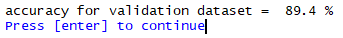 accuracy for validation dataset =  89.4 %
Press [enter] to continue